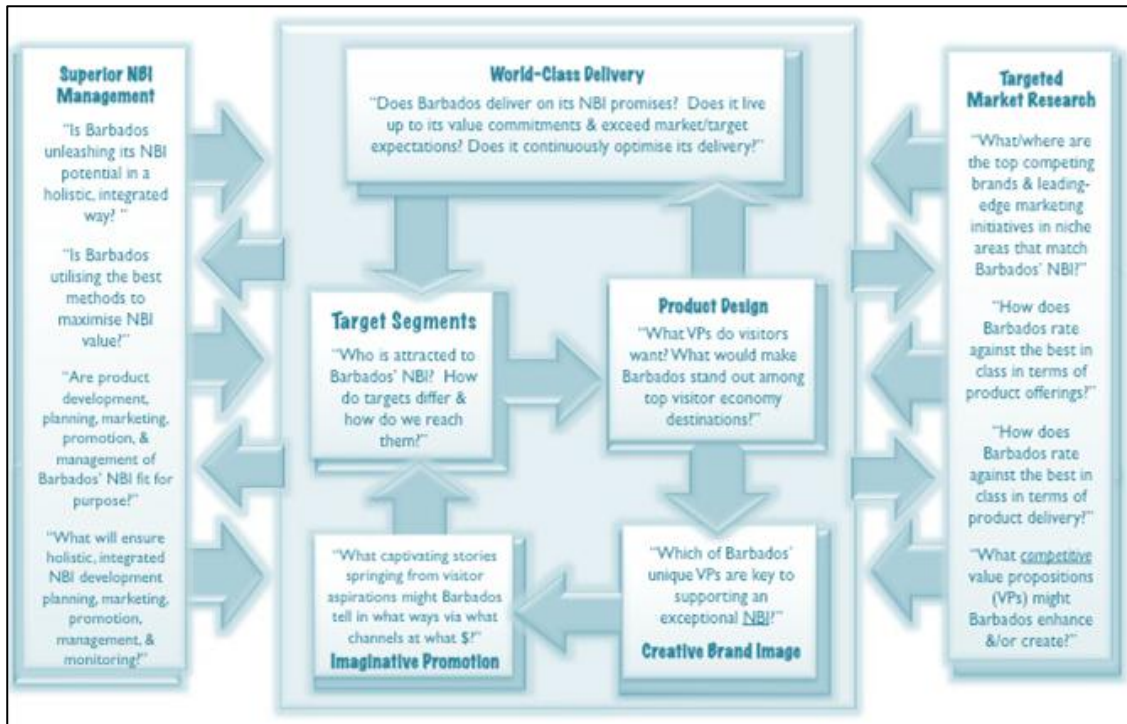 Superior NBI
Management
“Is Barbados
unleashing its NBI
potential in a
holistic, integrated
way? ”
“Is Barbados
utilising the best
methods to
maximise NBI
value?”
“Are product
development,
planning, marketing,
promotion, &
management of
Barbados’ NBI fit for
purpose?”
“What will ensure
holistic, integrated
NBI development
planning, marketing,
promotion,
management, &
monitoring?”
World-Class Delivery
“Does Barbados deliver on its NBI promises?  Does it live
up to its value commitments & exceed market/target
expectations? Does it continuously optimise its delivery?”
Target Segments
“Who is attracted to
Barbados’ NBI?  How
do targets differ &
how do we reach
them?”
Product Design
“What VPs do visitors
want? What would make
Barbados stand out among
top visitor economy
destinations?”
“What captivating stories
springing from visitor
aspirations might Barbados
tell in what ways via what
channels at what $?”
Imaginative Promotion
“Which of Barbados’
unique VPs are key to
supporting an
exceptional NBI?”
Creative Brand Image
Targeted
Market Research
“What/where are
the top competing
brands & leading-
edge marketing
initiatives in niche
areas that match
Barbados’ NBI?”
“How does
Barbados rate
against the best in
class in terms of
product offerings?”
“How does
Barbados rate
against the best in
class in terms of
product delivery?”
“What competitive
value propositions
(VPs) might
Barbados enhance
&/or create?”